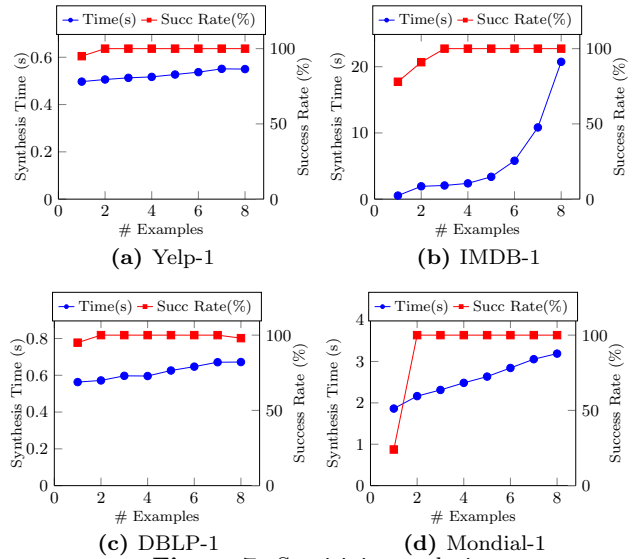 Time(s) Succ Rate(%)
0.6
0.4
0.2
0
Synthesis Time (s)
100
50
0
Success Rate (%)
0 2 4 6 8
# Examples
(a) Yelp-1
Time(s) Succ Rate(%)
20
10
0
Synthesis Time (s)
100
50
0
Success Rate (%)
0 2 4 6 8
# Examples
(b) IMDB-1
Time(s) Succ Rate(%)
0.8
0.6
0.4
0.2
0
Synthesis Time (s)
100
50
0
Success Rate (%)
0 2 4 6 8
# Examples
(c) DBLP-1
Time(s) Succ Rate(%)
4
3
2
1
0
Synthesis Time (s)
100
50
0
Success Rate (%)
0 2 4 6 8
# Examples
(d) Mondial-1